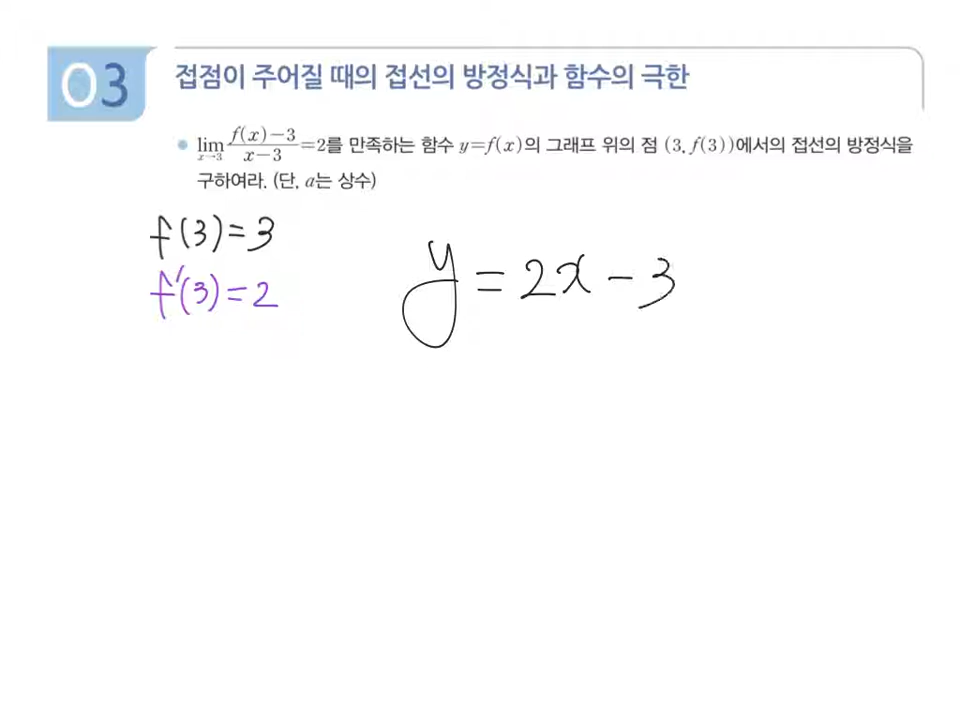 03
접점이 주어질 때의 접선의 방정식과 함수의 극한
• lim_{x→3} \frac{f(x)-3}{x-3}=2를 만족하는 함수 y=f(x)의 그래프 위의 점 (3, f(3))에서의 접선의 방정식을
구하여라. (단, a는 상수)
f(3)=3
f'(3)=2
y=2x-3